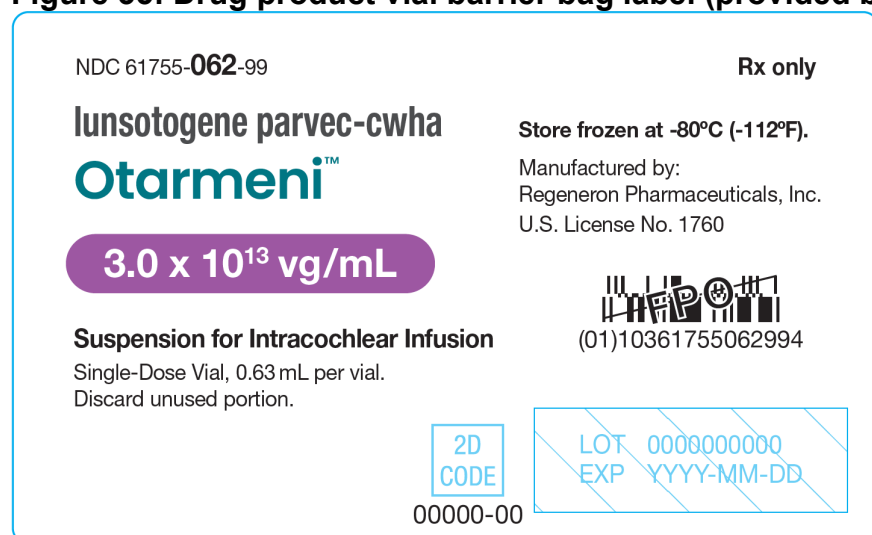 NDC 61755-062-99
Rx only
lunsotogene parvec-cwha
Otarmeni™
3.0 x 10¹³ vg/mL
Suspension for Intracochlear Infusion
Single-Dose Vial, 0.63 mL per vial.
Discard unused portion.
Store frozen at -80ºC (-112ºF).
Manufactured by:
Regeneron Pharmaceuticals, Inc.
U.S. License No. 1760
FPO
(01)10361755062994
2D
CODE
00000-00
LOT 0000000000
EXP YYYY-MM-DD